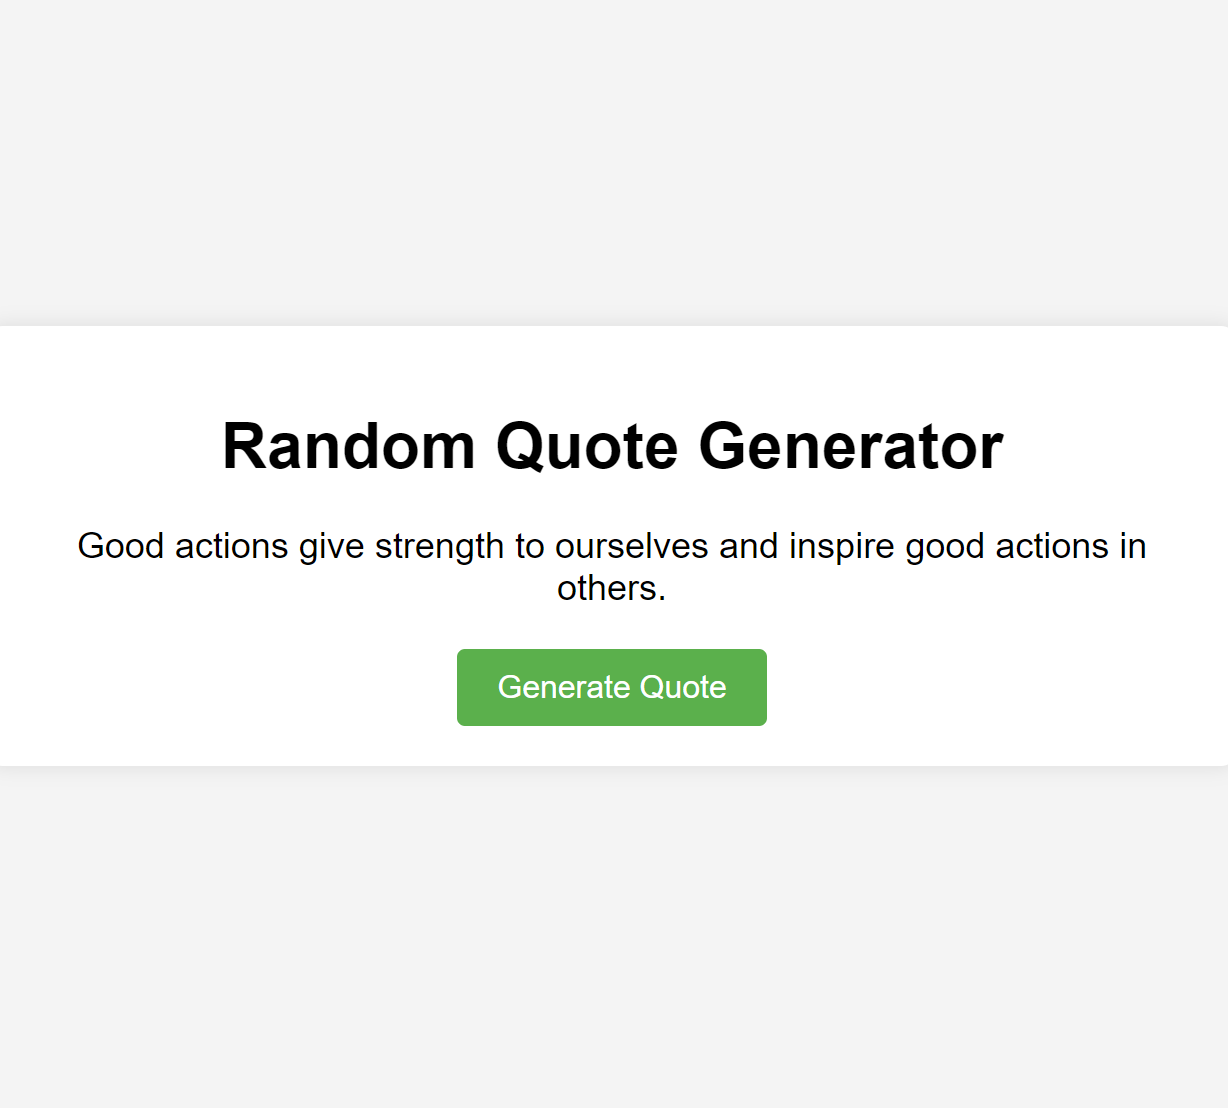 Random Quote Generator
Good actions give strength to ourselves and inspire good actions in
others.
Generate Quote